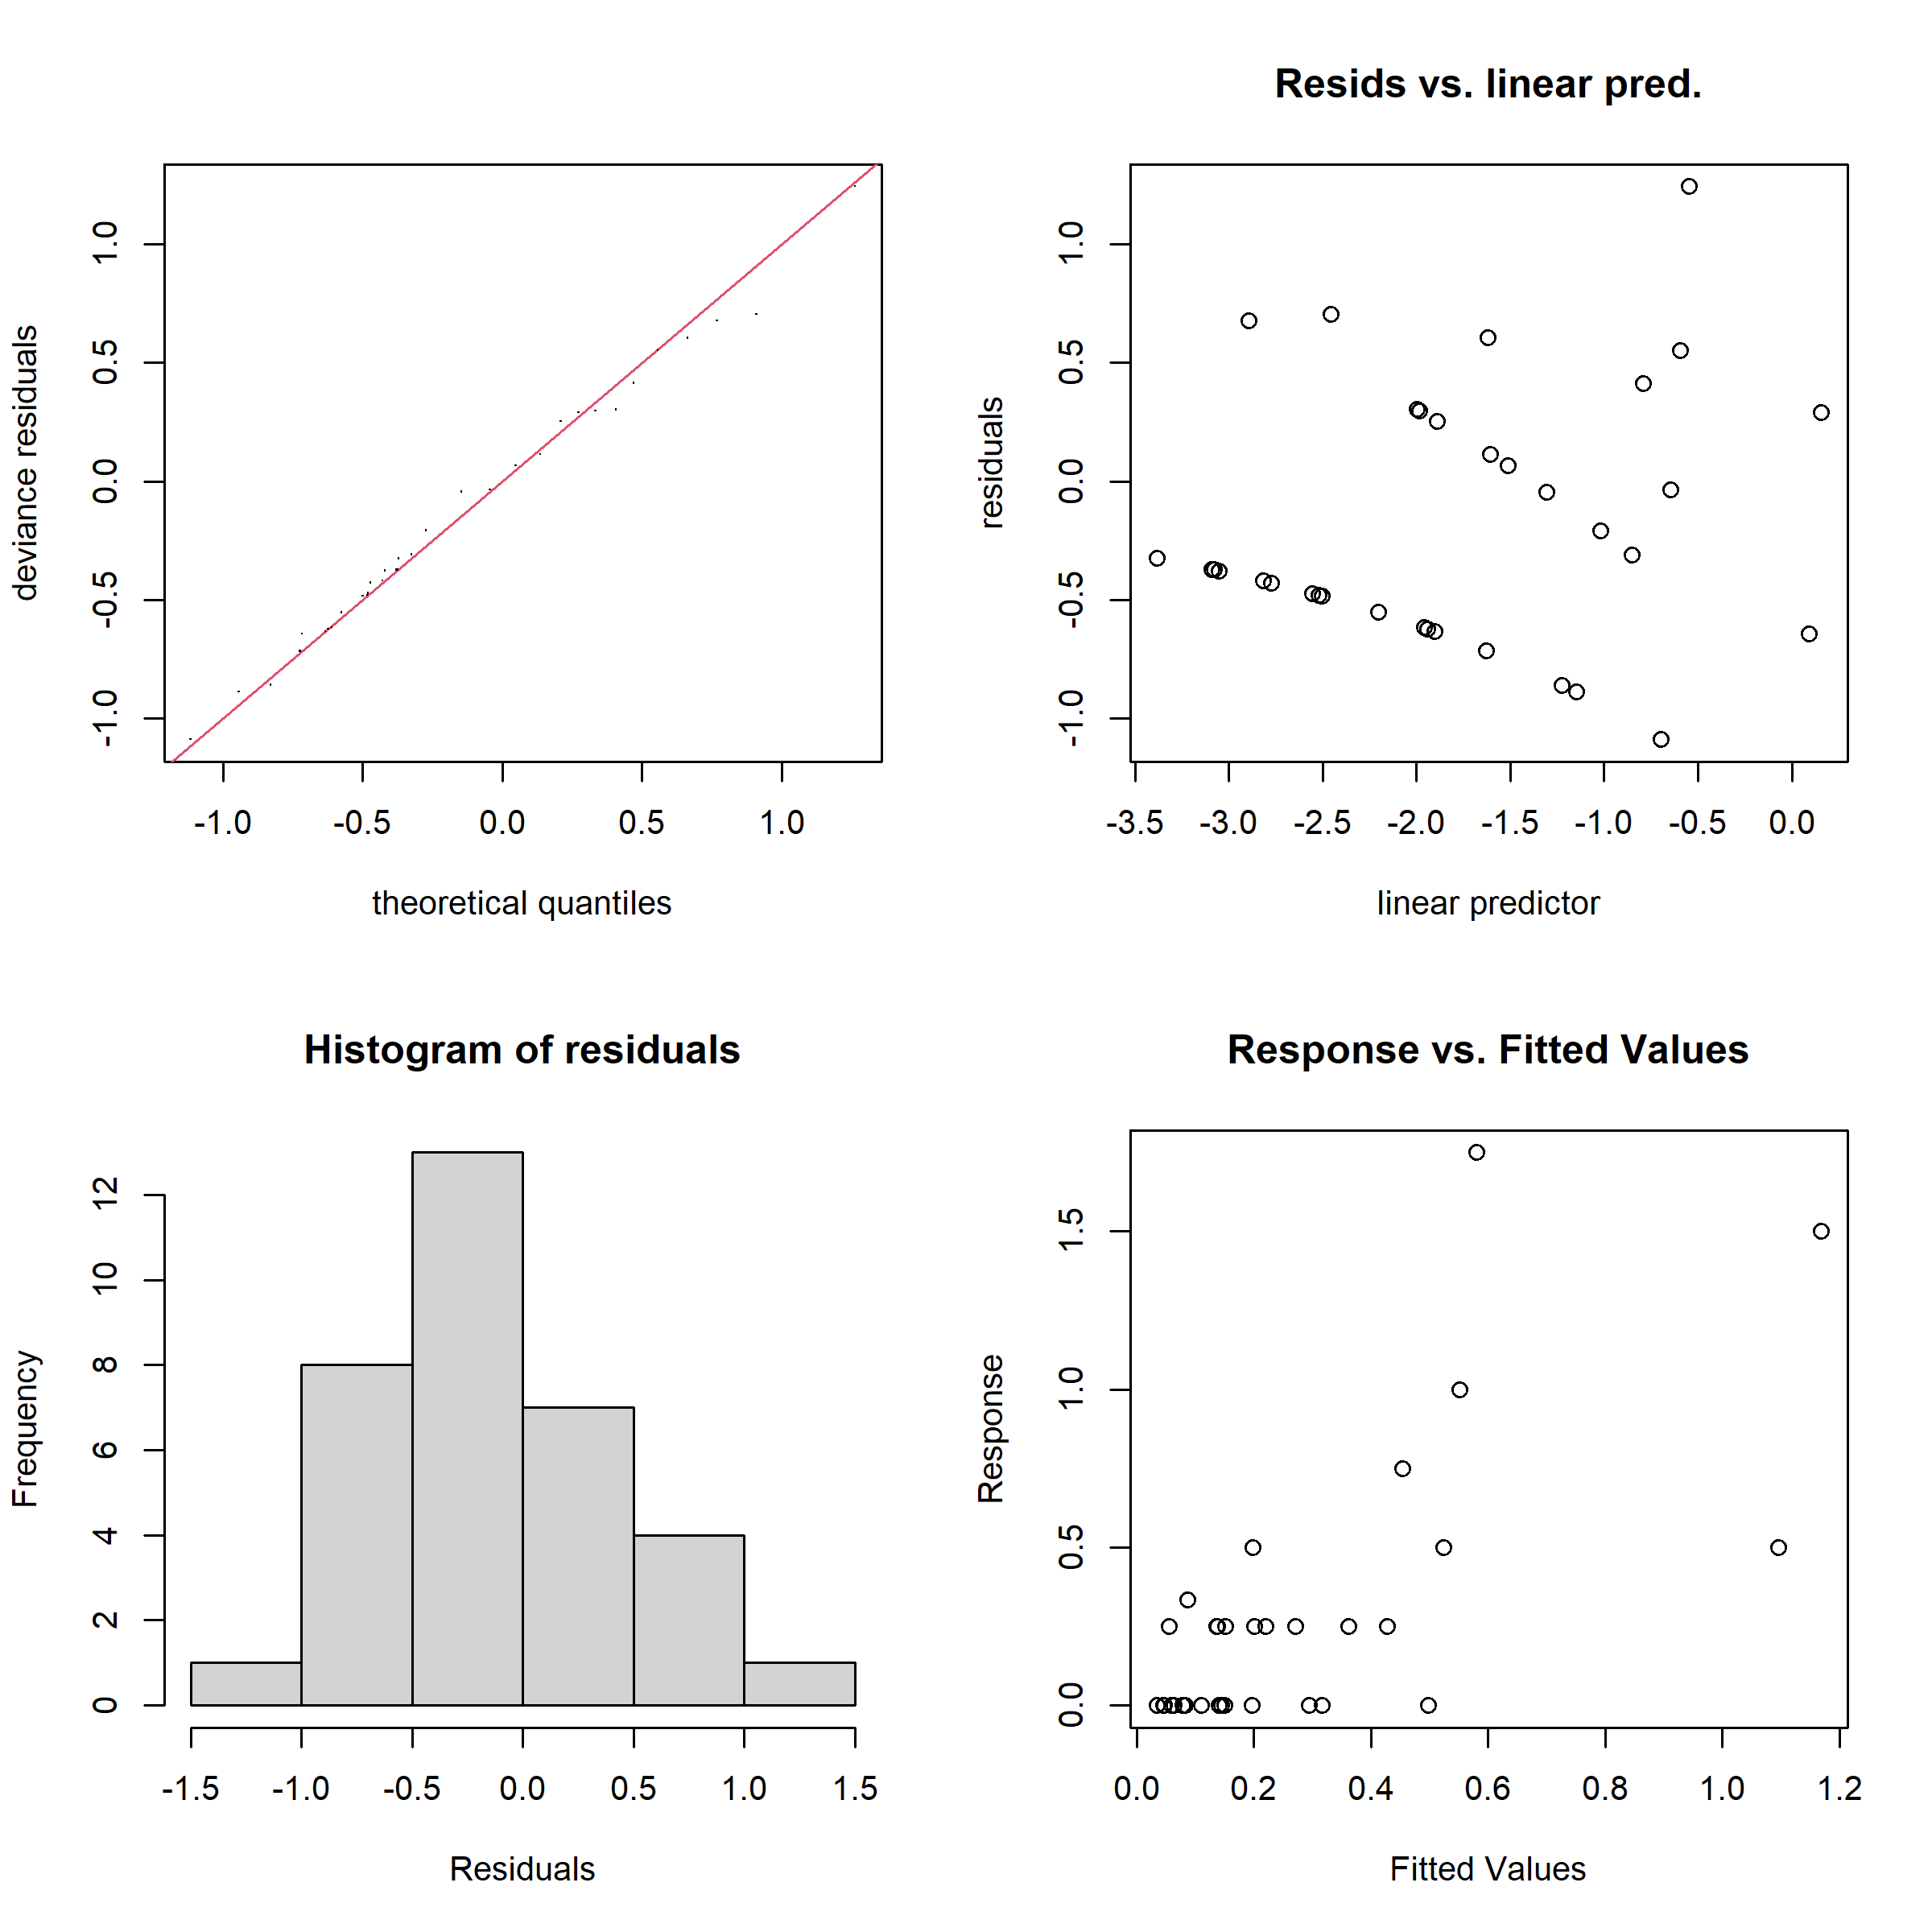 deviance residuals
1.0
0.5
0.0
-0.5
-1.0
-1.0 -0.5 0.0 0.5 1.0
theoretical quantiles
Resids vs. linear pred.
residuals
1.0
0.5
0.0
-0.5
-1.0
-3.5 -3.0 -2.5 -2.0 -1.5 -1.0 -0.5 0.0
linear predictor
Histogram of residuals
Frequency
12
10
8
6
4
2
0
-1.5 -1.0 -0.5 0.0 0.5 1.0 1.5
Residuals
Response vs. Fitted Values
Response
1.5
1.0
0.5
0.0
0.0 0.2 0.4 0.6 0.8 1.0 1.2
Fitted Values